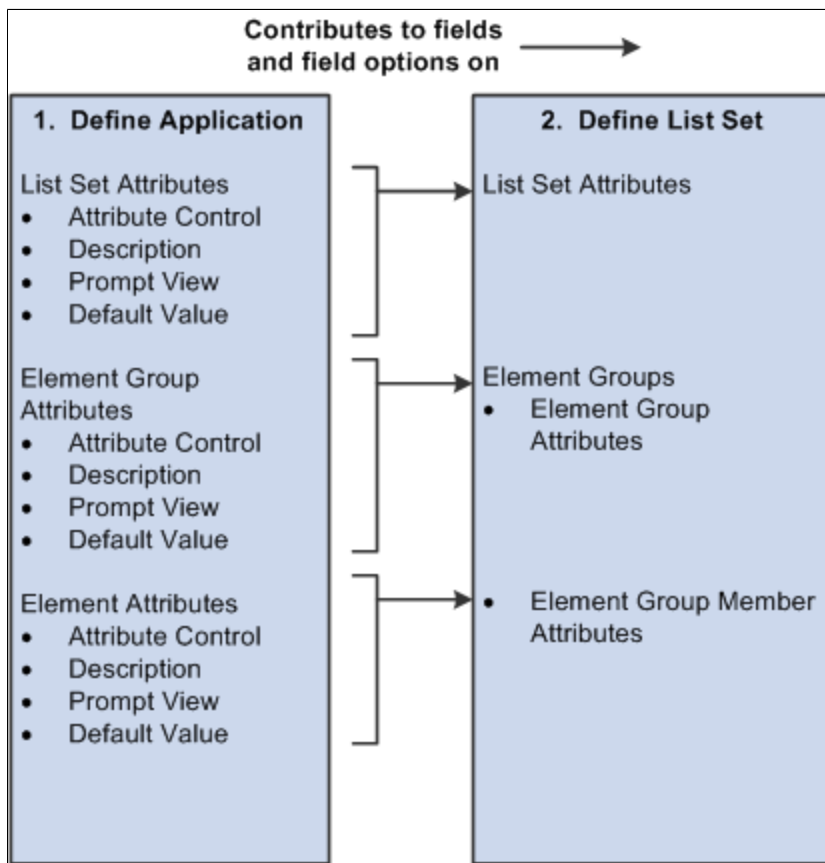 Contributes to fields
and field options on
1. Define Application
List Set Attributes
• Attribute Control
• Description
• Prompt View
• Default Value
Element Group
Attributes
• Attribute Control
• Description
• Prompt View
• Default Value
Element Attributes
• Attribute Control
• Description
• Prompt View
• Default Value
2. Define List Set
List Set Attributes
Element Groups
• Element Group
Attributes
• Element Group Member
Attributes